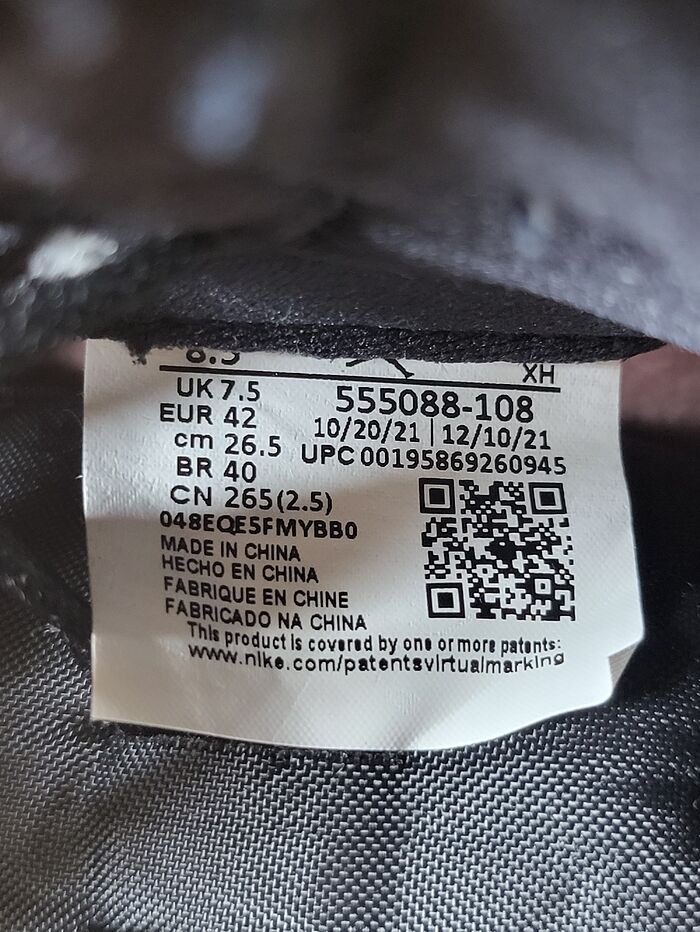 8.5
XH
UK 7.5
EUR 42
cm 26.5
BR 40
CN 265(2.5)
555088-108
10/20/21 | 12/10/21
UPC 00195869260945
048EQE5FMYBB0
MADE IN CHINA
HECHO EN CHINA
FABRIQUE EN CHINE
FABRICADO NA CHINA
This product is covered by one or more patents:
www.nike.com/patentsvirtualmarking